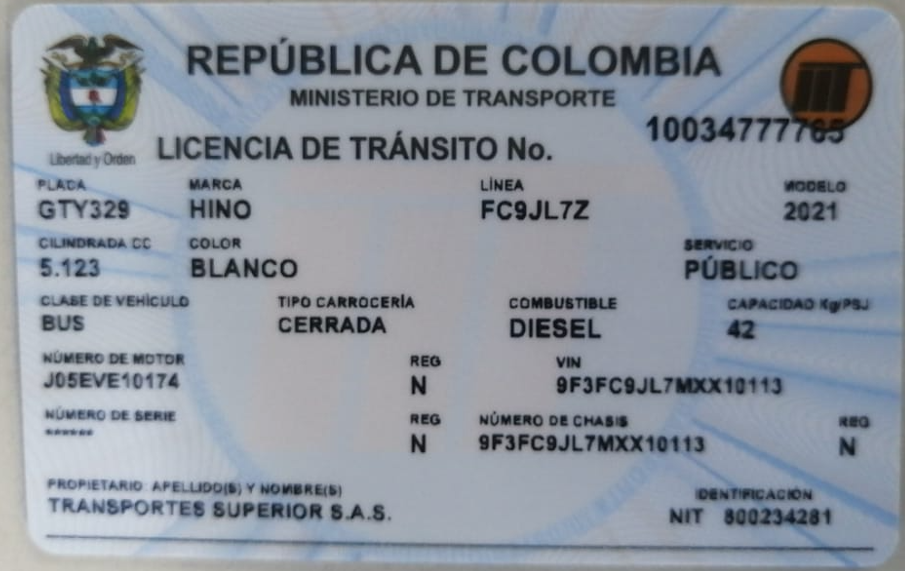 REPÚBLICA DE COLOMBIA
MINISTERIO DE TRANSPORTE
Libertad y Orden
LICENCIA DE TRÁNSITO No. 10034777765
PLACA MARCA LÍNEA MODELO
GTY329 HINO FC9JL7Z 2021
CILINDRADA CC COLOR SERVICIO
5.123 BLANCO PÚBLICO
CLASE DE VEHÍCULO TIPO CARROCERÍA COMBUSTIBLE CAPACIDAD Kg/PSJ
BUS CERRADA DIESEL 42
NÚMERO DE MOTOR REG VIN
J05EVE10174 N 9F3FC9JL7MXX10113
NÚMERO DE SERIE REG NÚMERO DE CHASIS REG
****** N 9F3FC9JL7MXX10113 N
PROPIETARIO APELLIDO(S) Y NOMBRE(S) IDENTIFICACIÓN
TRANSPORTES SUPERIOR S.A.S. NIT 800234281